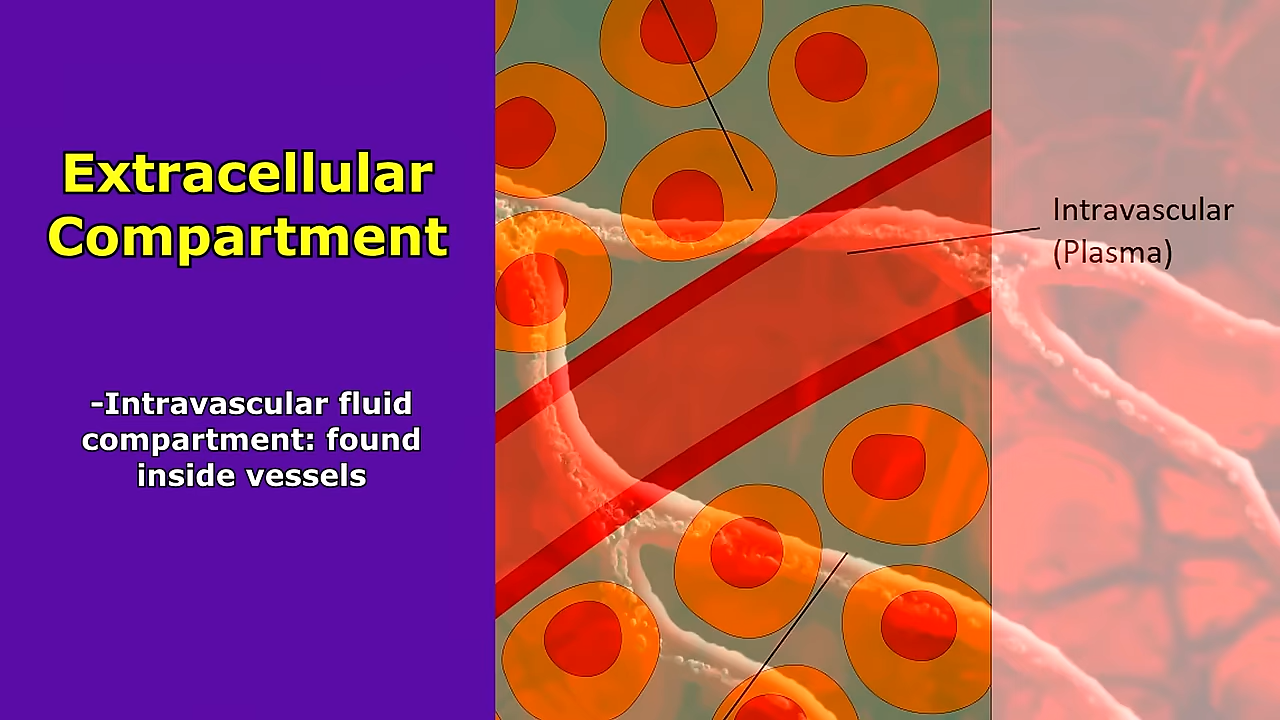 Extracellular
Compartment
-Intravascular fluid
compartment: found
inside vessels
Intravascular
(Plasma)